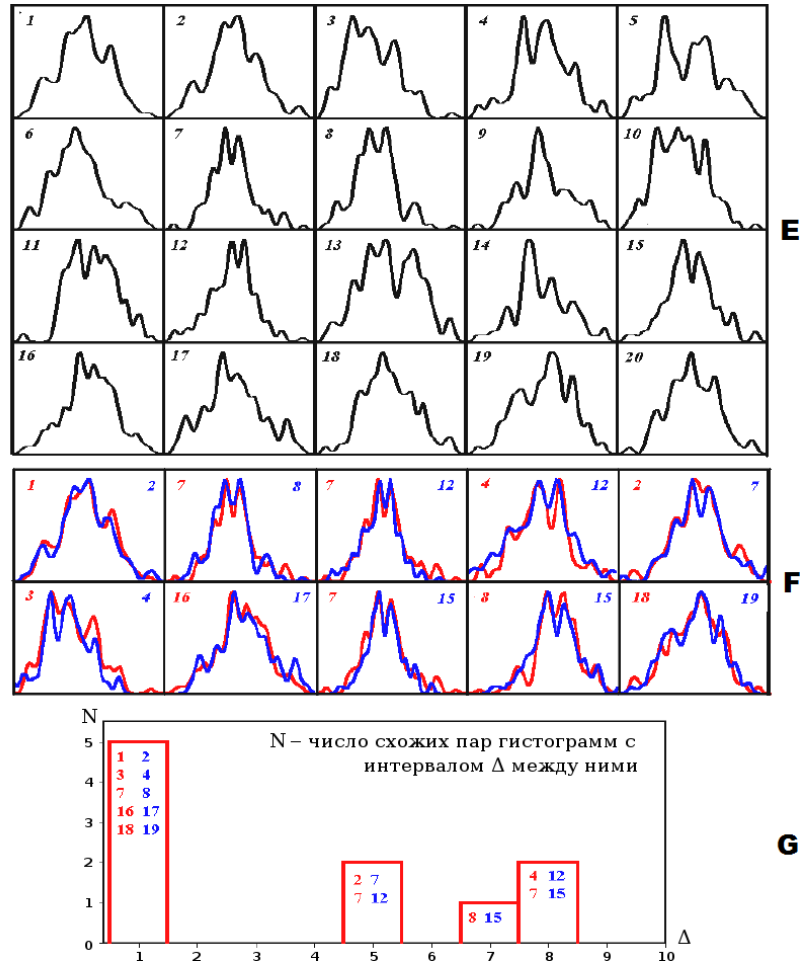 1 2 3 4 5
6 7 8 9 10
E
11 12 13 14 15
16 17 18 19 20
1 2 7 8 7 12 4 12 2 7
F
3 4 16 17 7 15 8 15 18 19
N
N – число схожих пар гистограмм с
интервалом Δ между ними
5
4
3
2
1
0
1 2
3 4
7 8
16 17
18 19
2 7
7 12
8 15
4 12
7 15
G
1 2 3 4 5 6 7 8 9 10
Δ